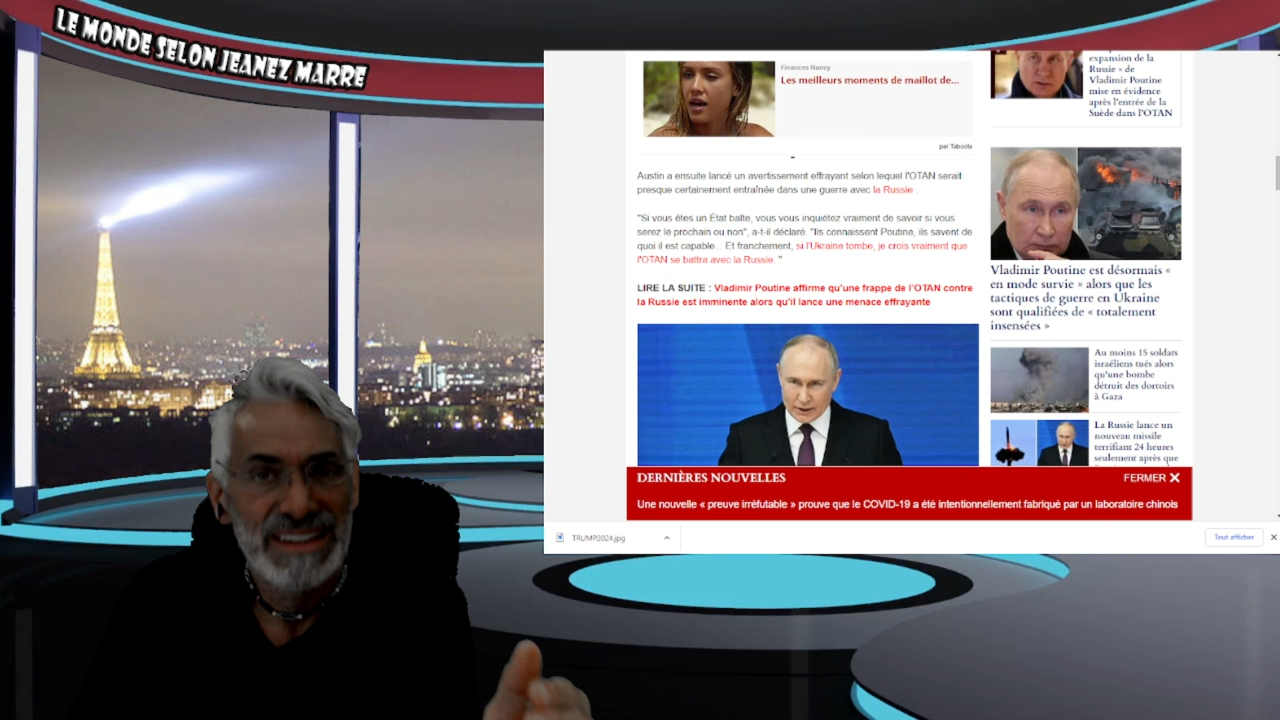 LE MONDE SELON JEANEZ MARRE
Finances Nancy
Les meilleurs moments de maillot de...
par Taboola
Austin a ensuite lancé un avertissement effrayant selon lequel l'OTAN serait
presque certainement entraînée dans une guerre avec la Russie .
"Si vous êtes un État balte, vous vous inquiétez vraiment de savoir si vous
serez le prochain ou non", a-t-il déclaré. "Ils connaissent Poutine, ils savent de
quoi il est capable... Et franchement, si l'Ukraine tombe, je crois vraiment que
l'OTAN se battra avec la Russie. "
LIRE LA SUITE : Vladimir Poutine affirme qu'une frappe de l'OTAN contre
la Russie est imminente alors qu'il lance une menace effrayante
expansion de la
Russie » de
Vladimir Poutine
mise en évidence
après l'entrée de la
Suède dans l'OTAN
Vladimir Poutine est désormais «
en mode survie » alors que les
tactiques de guerre en Ukraine
sont qualifiées de « totalement
insensées »
Au moins 15 soldats
israéliens tués alors
qu'une bombe
détruit des dortoirs
à Gaza
La Russie lance un
nouveau missile
terrifiant 24 heures
seulement après que
DERNIÈRES NOUVELLES
FERMER ✕
Une nouvelle « preuve irréfutable » prouve que le COVID-19 a été intentionnellement fabriqué par un laboratoire chinois
TRUMP2024.jpg
Tout afficher